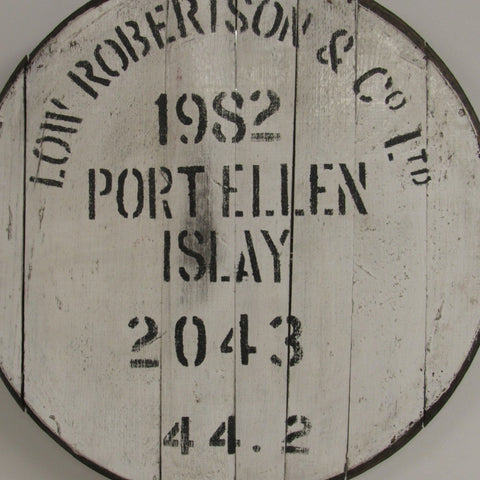 LOW ROBERTSON & Co LTD
1982
PORT ELLEN
ISLAY
2043
44.2